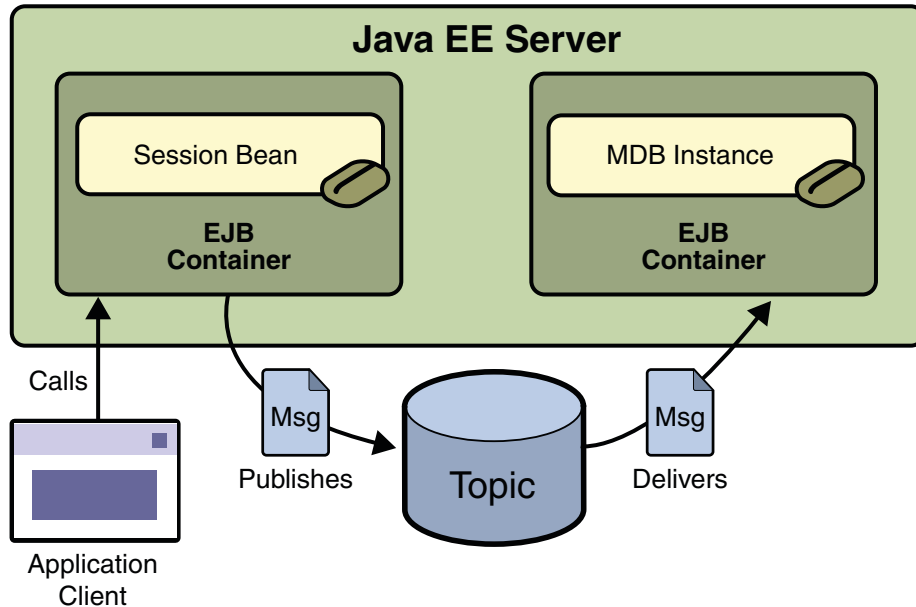 Java EE Server
Session Bean
EJB
Container
MDB Instance
EJB
Container
Calls
Msg
Publishes
Topic
Msg
Delivers
Application
Client